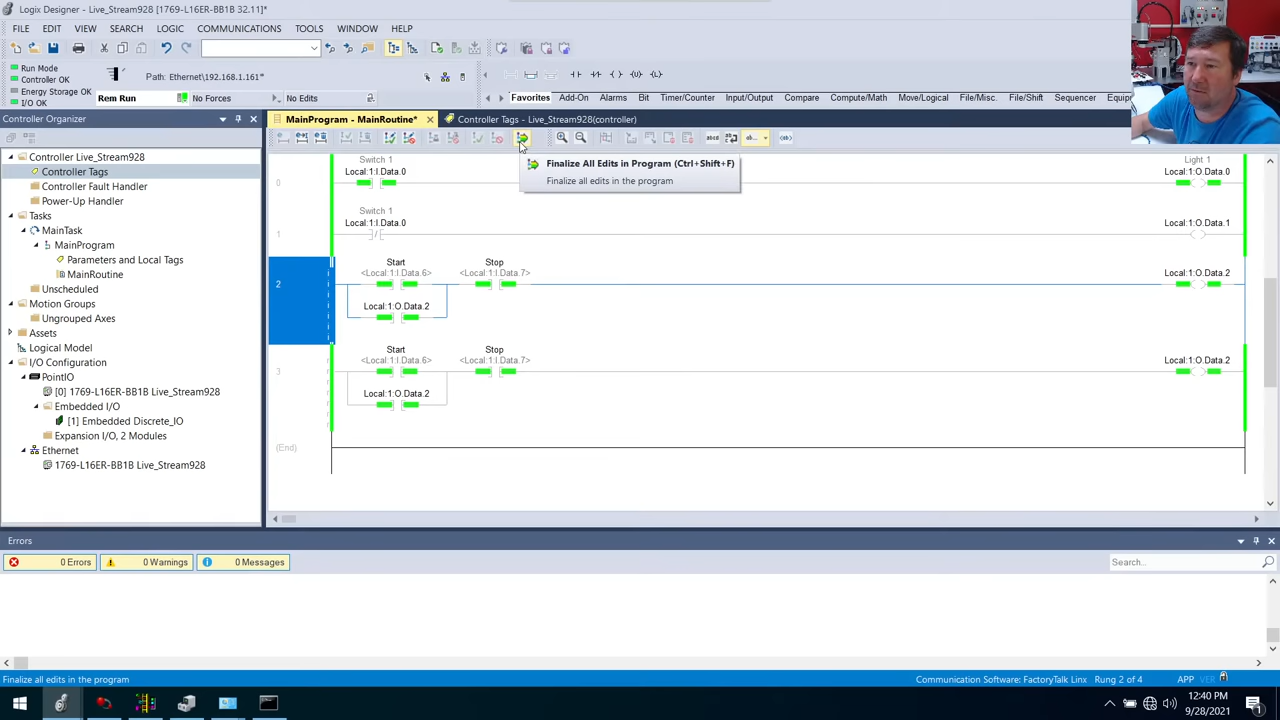 Logix Designer - Live_Stream928 [1769-L16ER-BB1B 32.11]*
FILE EDIT VIEW SEARCH LOGIC COMMUNICATIONS TOOLS WINDOW HELP
Run Mode
Controller OK
Energy Storage OK
I/O OK
Path: Ethernet\192.168.1.161*
Rem Run
No Forces
No Edits
Favorites Add-On Alarms Bit Timer/Counter Input/Output Compare Compute/Math Move/Logical File/Misc. File/Shift Sequencer Equipment
Controller Organizer
MainProgram - MainRoutine*
Controller Tags - Live_Stream928(controller)
Controller Live_Stream928
Controller Tags
Controller Fault Handler
Power-Up Handler
Tasks
MainTask
MainProgram
Parameters and Local Tags
MainRoutine
Unscheduled
Motion Groups
Ungrouped Axes
Assets
Logical Model
I/O Configuration
PointIO
[0] 1769-L16ER-BB1B Live_Stream928
Embedded I/O
[1] Embedded Discrete_IO
Expansion I/O, 2 Modules
Ethernet
1769-L16ER-BB1B Live_Stream928
Finalize All Edits in Program (Ctrl+Shift+F)
Finalize all edits in the program
Switch 1
Local:1:I.Data.0
Light 1
Local:1:O.Data.0
0
Switch 1
Local:1:I.Data.0
Local:1:O.Data.1
1
Start
<Local:1:I.Data.6>
Stop
<Local:1:I.Data.7>
Local:1:O.Data.2
2
Local:1:O.Data.2
Start
<Local:1:I.Data.6>
Stop
<Local:1:I.Data.7>
Local:1:O.Data.2
3
Local:1:O.Data.2
(End)
Errors
0 Errors
0 Warnings
0 Messages
Search...
Finalize all edits in the program
Communication Software: FactoryTalk Linx
Rung 2 of 4
APP VER
12:40 PM
9/28/2021